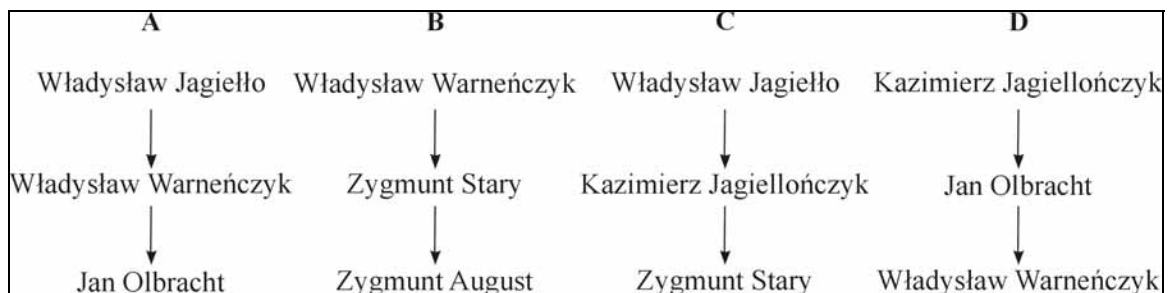 A B C D
Władysław Jagiełło Władysław Warneńczyk Władysław Jagiełło Kazimierz Jagiellończyk
Władysław Warneńczyk Zygmunt Stary Kazimierz Jagiellończyk Jan Olbracht
Jan Olbracht Zygmunt August Zygmunt Stary Władysław Warneńczyk